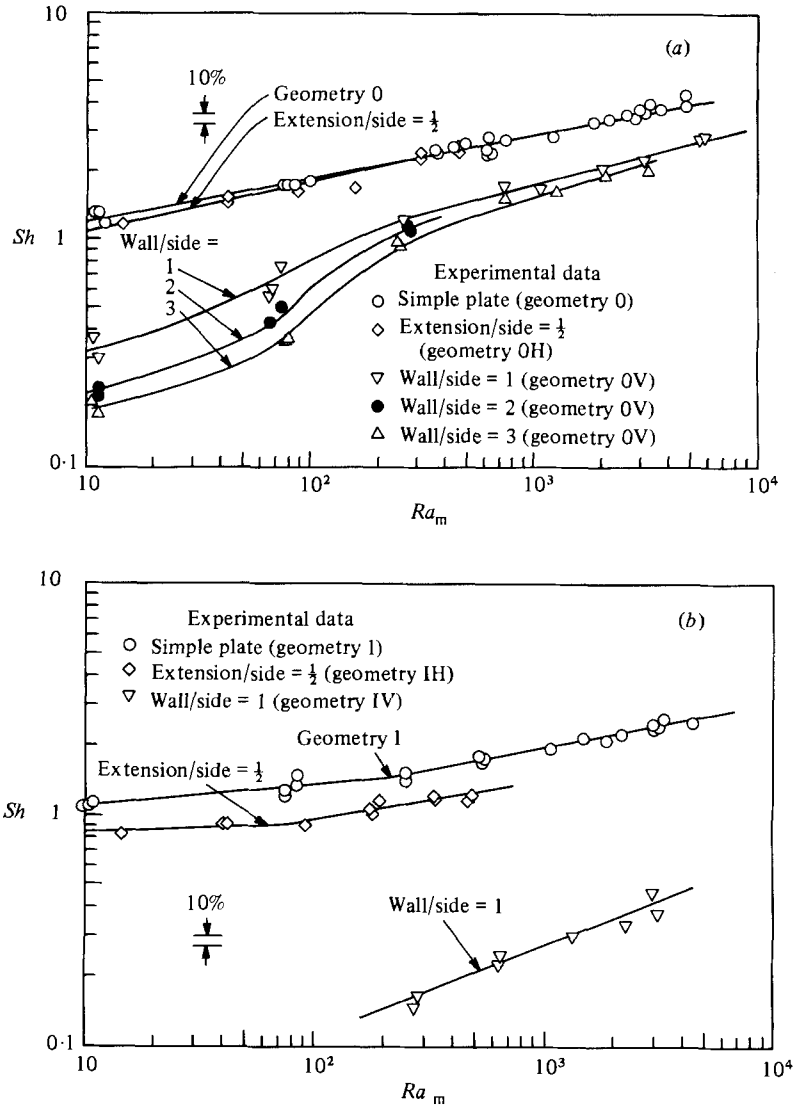 10
(a)
10%
Geometry 0
Extension/side = ½
Sh
1
Wall/side =
1
2
3
Experimental data
Simple plate (geometry 0)
Extension/side = ½
(geometry 0H)
Wall/side = 1 (geometry 0V)
Wall/side = 2 (geometry 0V)
Wall/side = 3 (geometry 0V)
0·1
10
10²
10³
10⁴
Ra_m
10
(b)
Experimental data
Simple plate (geometry 1)
Extension/side = ½ (geometry IH)
Wall/side = 1 (geometry IV)
Geometry 1
Extension/side = ½
Sh
1
10%
Wall/side = 1
0·1
10
10²
10³
10⁴
Ra_m